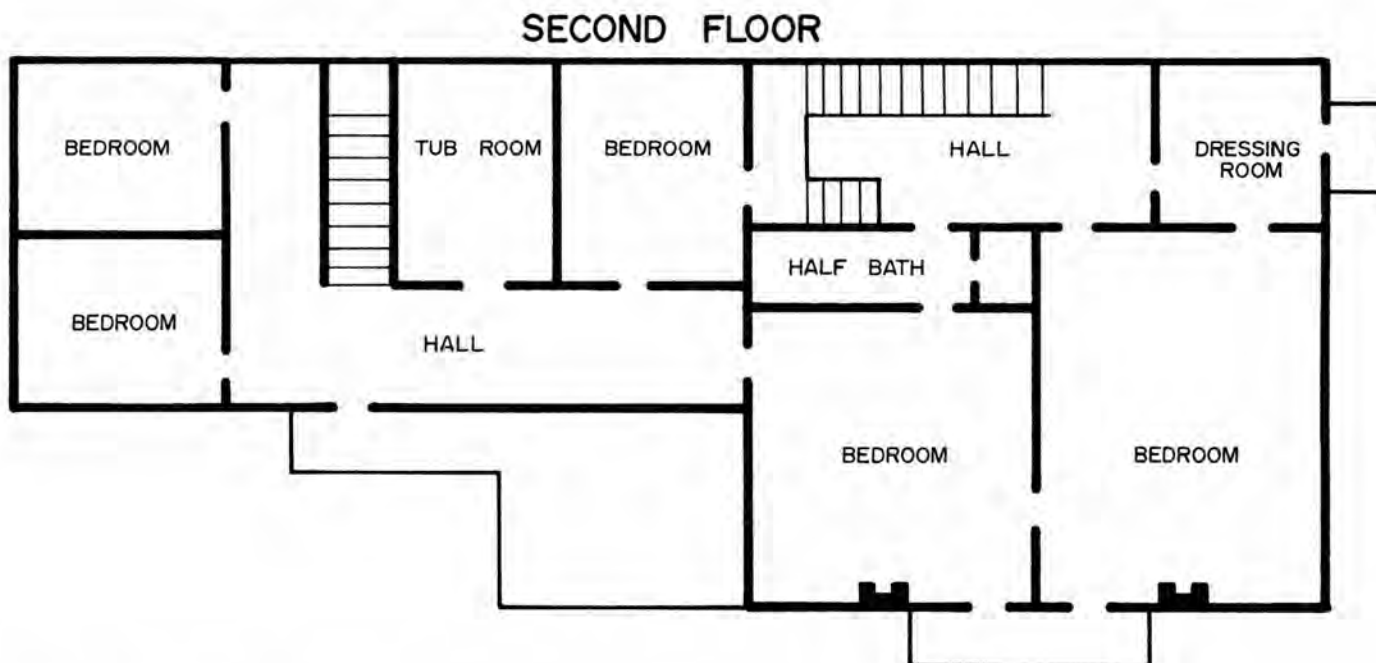 SECOND FLOOR
BEDROOM
TUB ROOM
BEDROOM
HALL
DRESSING
ROOM
HALF BATH
BEDROOM
HALL
BEDROOM
BEDROOM